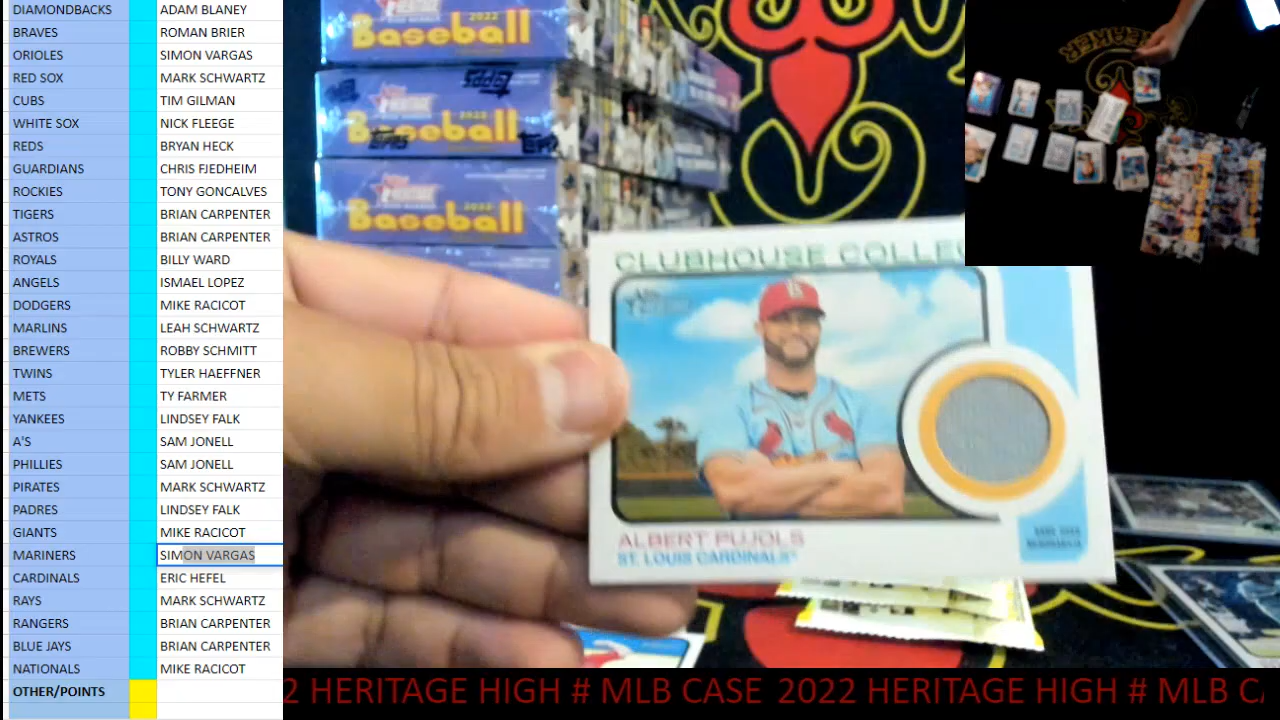 DIAMONDBACKS ADAM BLANEY
BRAVES ROMAN BRIER
ORIOLES SIMON VARGAS
RED SOX MARK SCHWARTZ
CUBS TIM GILMAN
WHITE SOX NICK FLEEGE
REDS BRYAN HECK
GUARDIANS CHRIS FJEDHEIM
ROCKIES TONY GONCALVES
TIGERS BRIAN CARPENTER
ASTROS BRIAN CARPENTER
ROYALS BILLY WARD
ANGELS ISMAEL LOPEZ
DODGERS MIKE RACICOT
MARLINS LEAH SCHWARTZ
BREWERS ROBBY SCHMITT
TWINS TYLER HAEFFNER
METS TY FARMER
YANKEES LINDSEY FALK
A'S SAM JONELL
PHILLIES SAM JONELL
PIRATES MARK SCHWARTZ
PADRES LINDSEY FALK
GIANTS MIKE RACICOT
MARINERS SIMON VARGAS
CARDINALS ERIC HEFEL
RAYS MARK SCHWARTZ
RANGERS BRIAN CARPENTER
BLUE JAYS BRIAN CARPENTER
NATIONALS MIKE RACICOT
OTHER/POINTS
Baseball
2022
Baseball
2022
Baseball
CLUBHOUSE COLLE
ALBERT PUJOLS
ST. LOUIS CARDINALS
2 HERITAGE HIGH # MLB CASE 2022 HERITAGE HIGH # MLB C